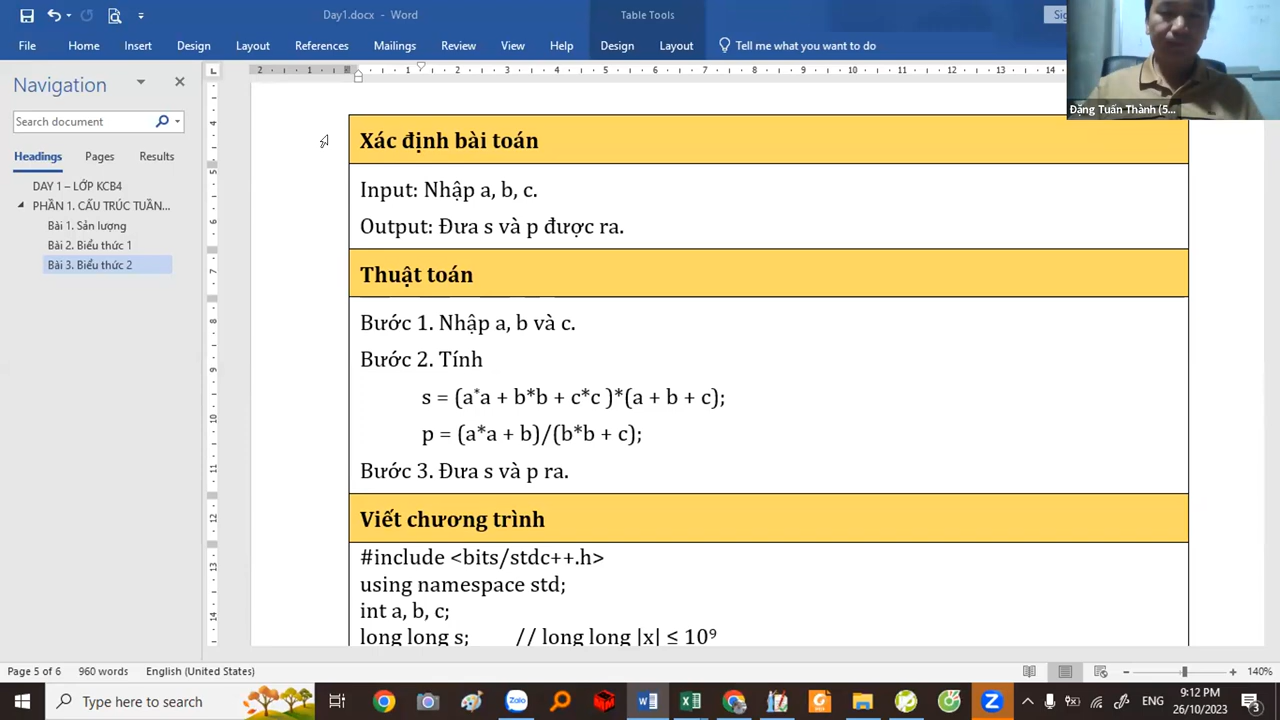 Day1.docx - Word
Table Tools
File Home Insert Design Layout References Mailings Review View Help Design Layout Tell me what you want to do
Đặng Tuấn Thành (5...
Navigation
Search document
Headings Pages Results
DAY 1 – LỚP KCB4
PHẦN 1. CẤU TRÚC TUẦN...
Bài 1. Sản lượng
Bài 2. Biểu thức 1
Bài 3. Biểu thức 2
Xác định bài toán
Input: Nhập a, b, c.
Output: Đưa s và p được ra.
Thuật toán
Bước 1. Nhập a, b và c.
Bước 2. Tính
s = (a*a + b*b + c*c )*(a + b + c);
p = (a*a + b)/(b*b + c);
Bước 3. Đưa s và p ra.
Viết chương trình
#include <bits/stdc++.h>
using namespace std;
int a, b, c;
long long s; // long long |x| ≤ 10⁹
Page 5 of 6 960 words English (United States) 140%
Type here to search
ENG
9:12 PM
26/10/2023